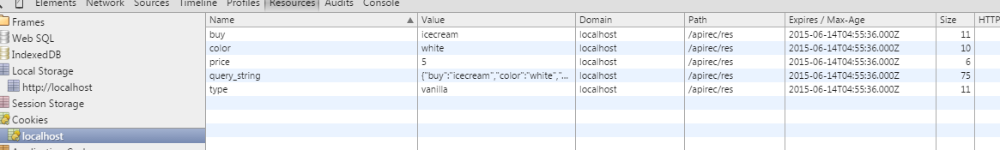 Elements Network Sources Timeline Profiles Resources Audits Console
Frames
Web SQL
IndexedDB
Local Storage
http://localhost
Session Storage
Cookies
localhost
Name Value Domain Path Expires / Max-Age Size HTTP
buy icecream localhost /apirec/res 2015-06-14T04:55:36.000Z 11
color white localhost /apirec/res 2015-06-14T04:55:36.000Z 10
price 5 localhost /apirec/res 2015-06-14T04:55:36.000Z 6
query_string {"buy":"icecream","color":"white","... localhost /apirec/res 2015-06-14T04:55:36.000Z 75
type vanilla localhost /apirec/res 2015-06-14T04:55:36.000Z 11